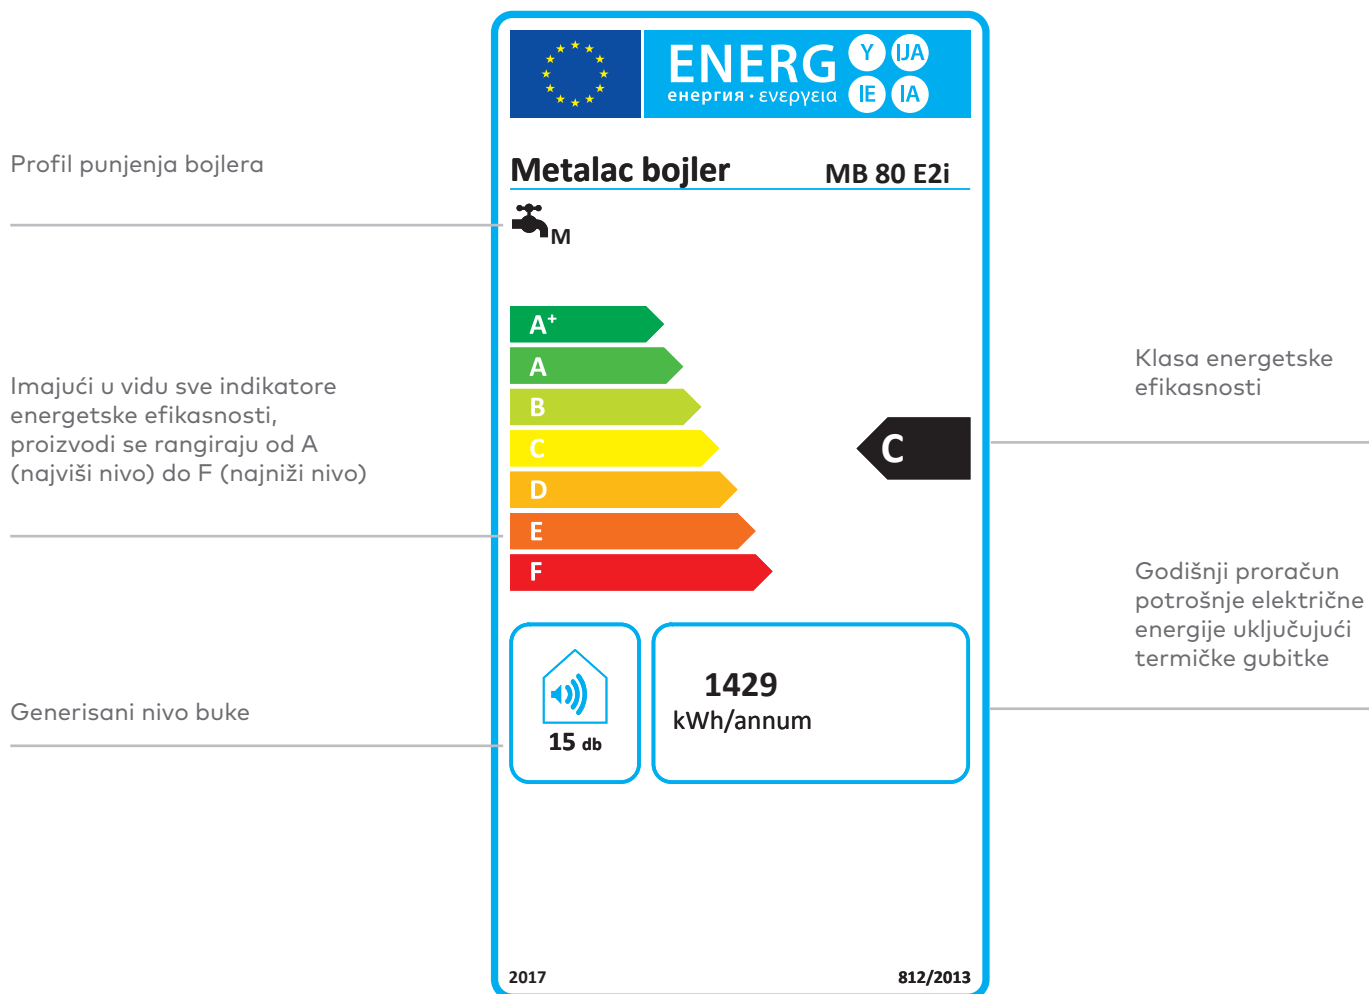 ENERG
енергия · ενεργεια
Y IJA
IE IA
Metalac bojler MB 80 E2i
Profil punjenja bojlera
M
A+
A
B
C
D
E
F
C
Imajući u vidu sve indikatore
energetske efikasnosti,
proizvodi se rangiraju od A
(najviši nivo) do F (najniži nivo)
Klasa energetske
efikasnosti
Godišnji proračun
potrošnje električne
energije uključujući
termičke gubitke
Generisani nivo buke
15 db
1429
kWh/annum
2017
812/2013